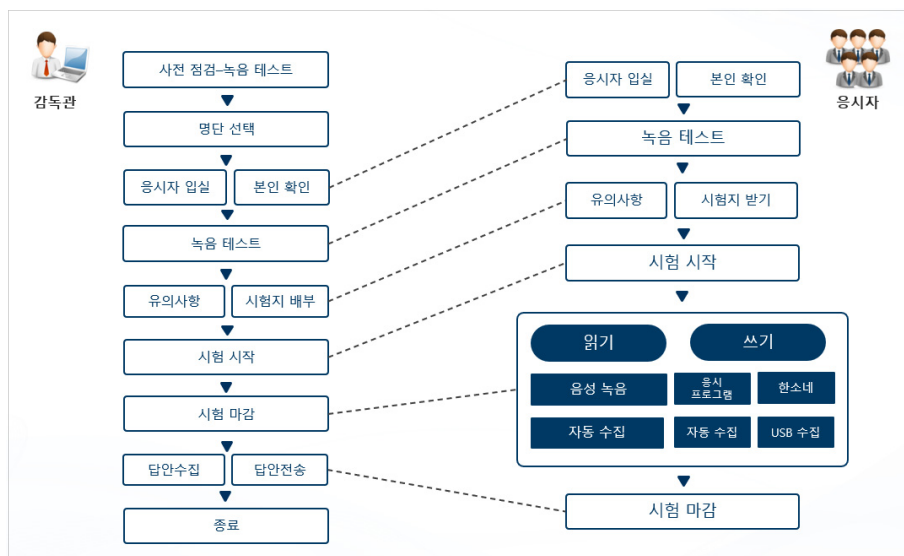 감독관
사전 점검–녹음 테스트
명단 선택
응시자 입실
본인 확인
녹음 테스트
유의사항
시험지 배부
시험 시작
시험 마감
답안수집
답안전송
종료
응시자
응시자 입실
본인 확인
녹음 테스트
유의사항
시험지 받기
시험 시작
읽기
쓰기
음성 녹음
응시
프로그램
한소네
자동 수집
자동 수집
USB 수집
시험 마감